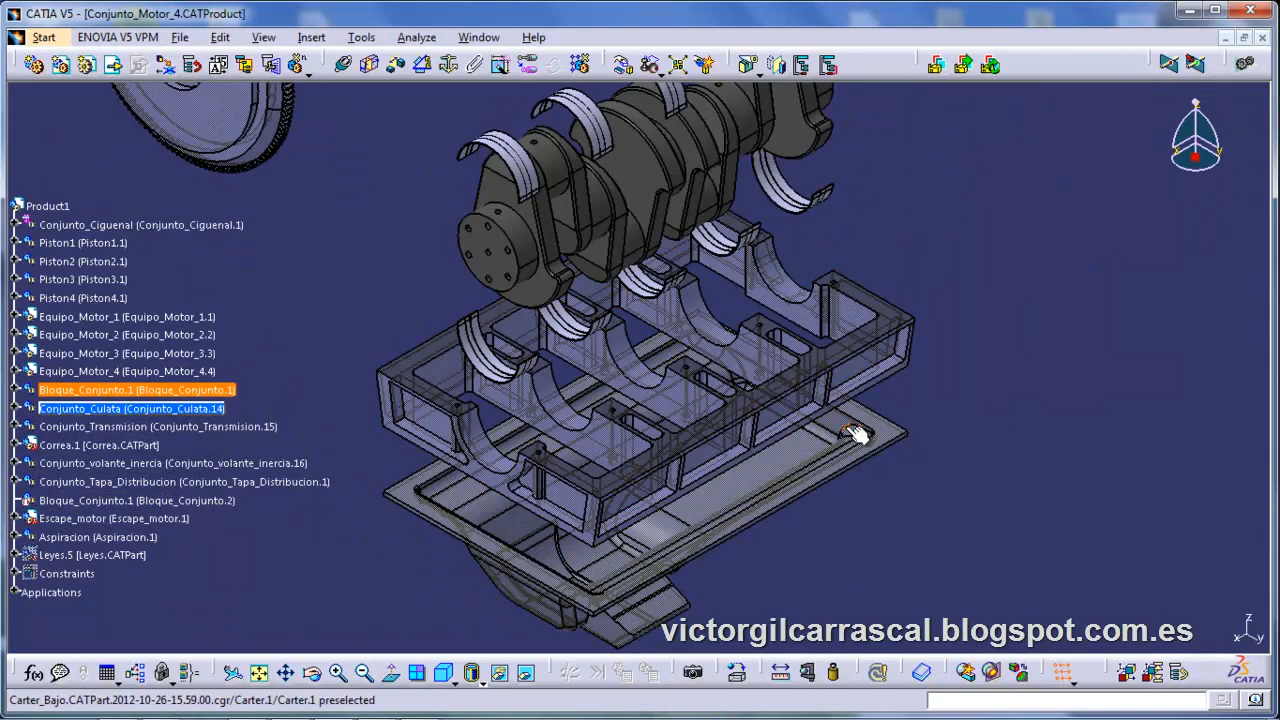 CATIA V5 - [Conjunto_Motor_4.CATProduct]
Start ENOVIA V5 VPM File Edit View Insert Tools Analyze Window Help
Product1
Conjunto_Ciguenal (Conjunto_Ciguenal.1)
Piston1 (Piston1.1)
Piston2 (Piston2.1)
Piston3 (Piston3.1)
Piston4 (Piston4.1)
Equipo_Motor_1 (Equipo_Motor_1.1)
Equipo_Motor_2 (Equipo_Motor_2.2)
Equipo_Motor_3 (Equipo_Motor_3.3)
Equipo_Motor_4 (Equipo_Motor_4.4)
Bloque_Conjunto.1 (Bloque_Conjunto.1)
Conjunto_Culata (Conjunto_Culata.14)
Conjunto_Transmision (Conjunto_Transmision.15)
Correa.1 (Correa.CATPart)
Conjunto_volante_inercia (Conjunto_volante_inercia.16)
Conjunto_Tapa_Distribucion (Conjunto_Tapa_Distribucion.1)
Bloque_Conjunto.1 (Bloque_Conjunto.2)
Escape_motor (Escape_motor.1)
Aspiracion (Aspiracion.1)
Leyes.5 (Leyes.CATPart)
Constraints
Applications
victorgilcarrascal.blogspot.com.es
z
x y
f(x)
CATIA
Carter_Bajo.CATPart.2012-10-26-15.59.00.cgr/Carter.1/Carter.1 preselected